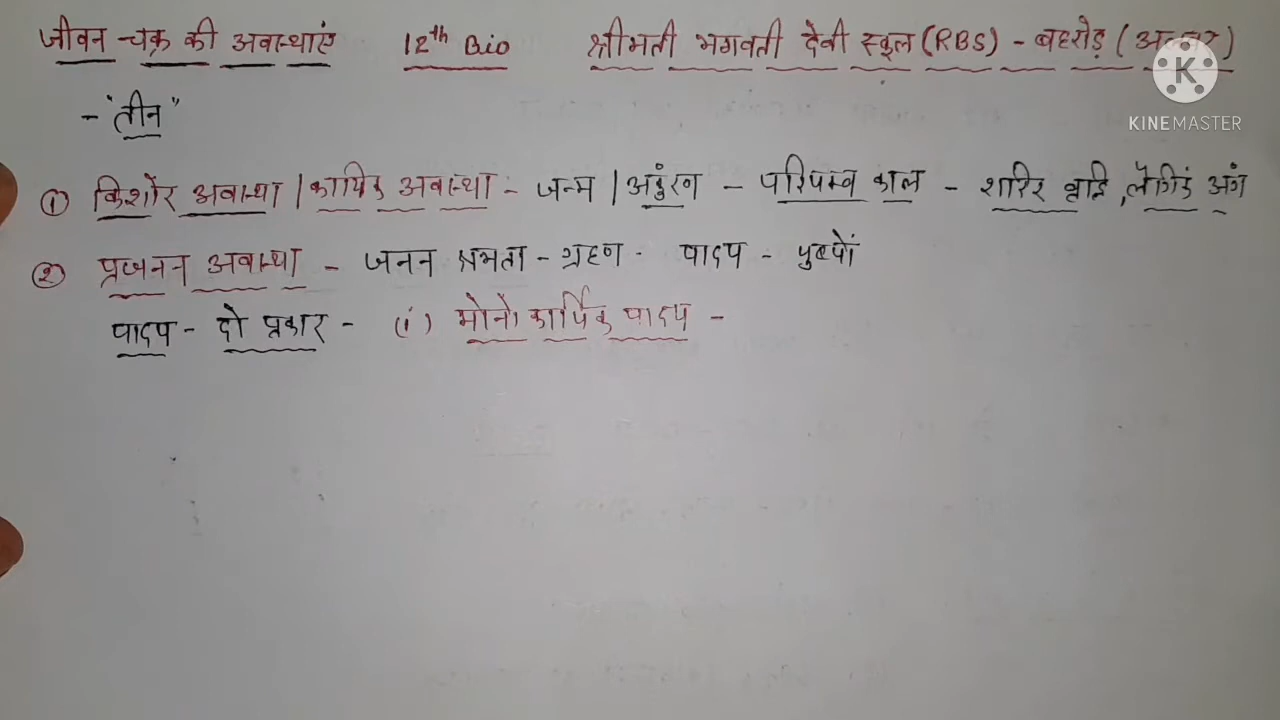 जीवन चक्र की अवस्थाएं 12th Bio श्रीमती भगवती देवी स्कूल (RBS) - बहरोड़ (अलवर)
- "तीन"
① किशोर अवस्था / कायिक अवस्था - जन्म / अंकुरण - परिपक्व काल - शारिर वृद्धि, लैंगिक अंग
② प्रजनन अवस्था - जनन क्षमता - ग्रहण - पादप - पुष्पों
पादप - दो प्रकार - (i) मोनो कार्पिक पादप -
KINEMASTER